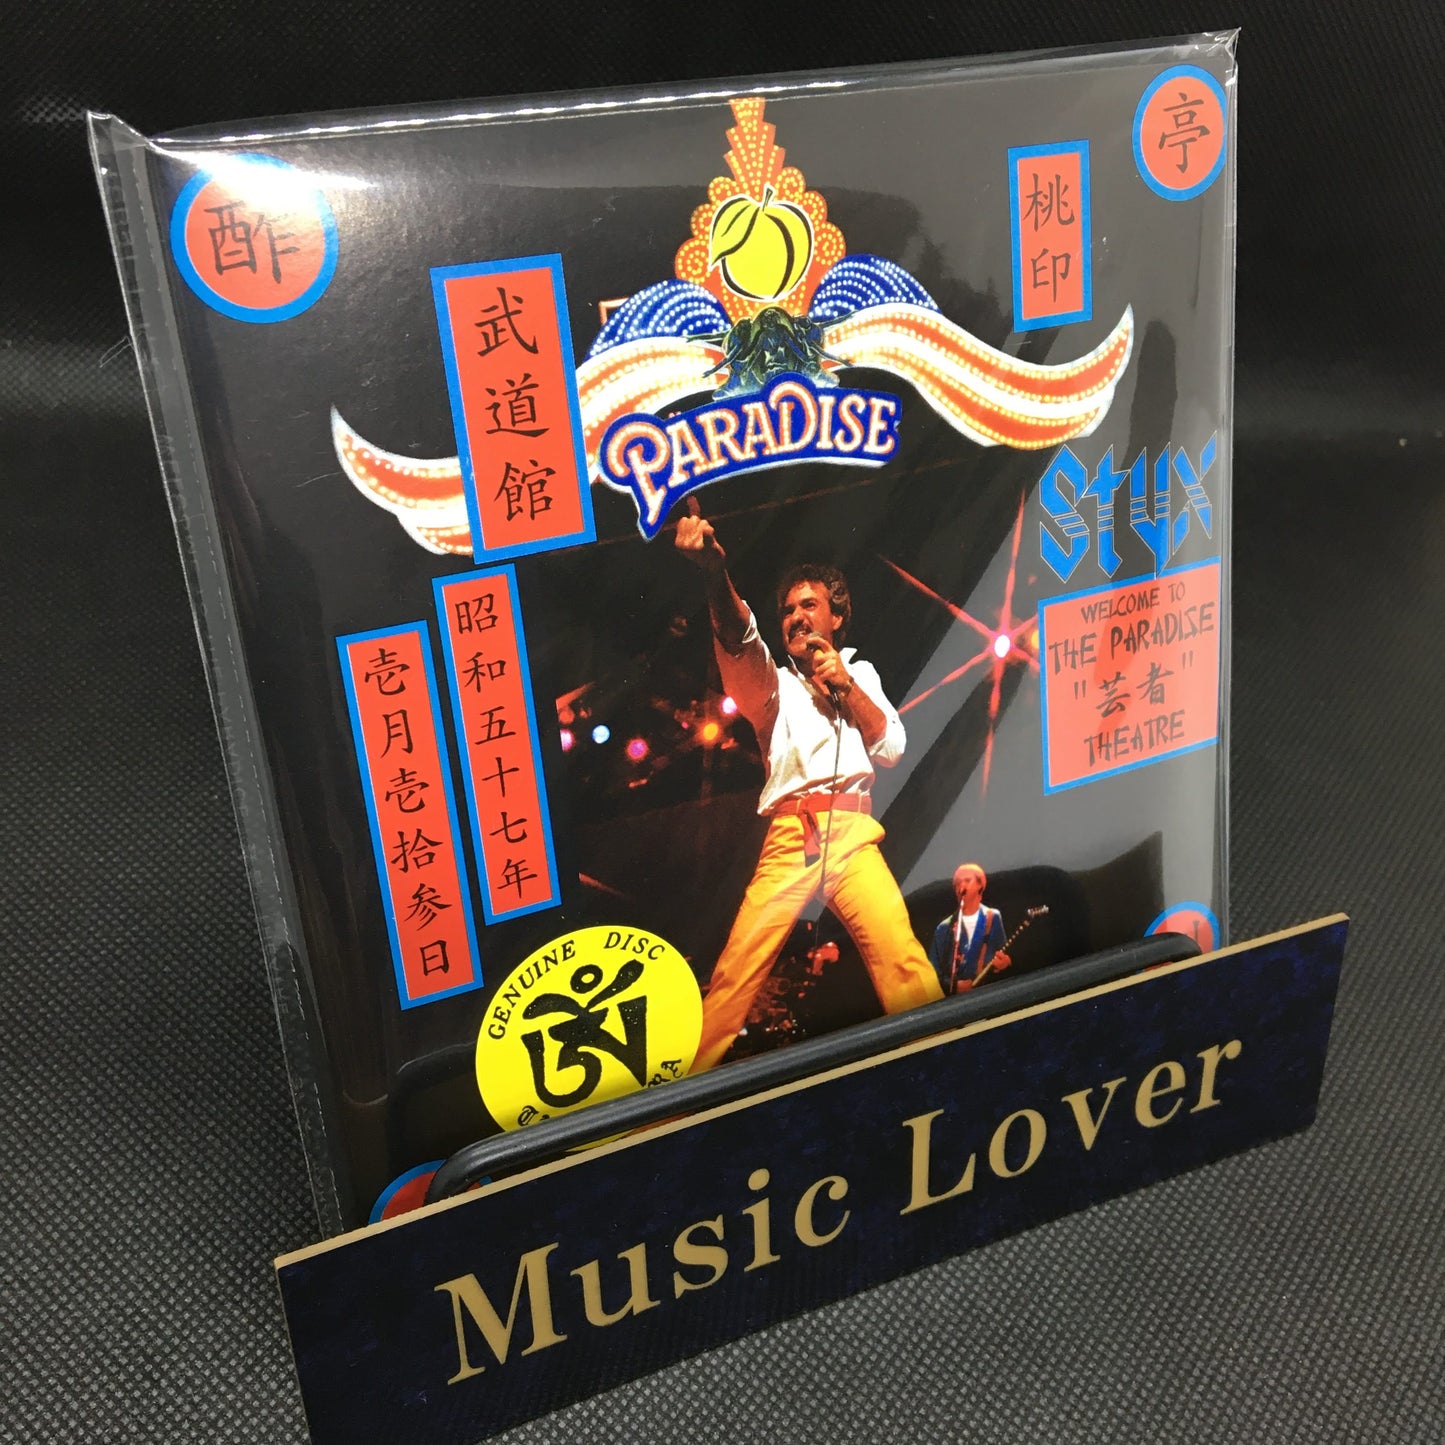 酢
亭
桃印
武道館
PARADISE
Styx
WELCOME TO
THE PARADISE
"芸者"
THEATRE
昭和五十七年
壱月壱拾参日
GENUINE DISC
Music Lover